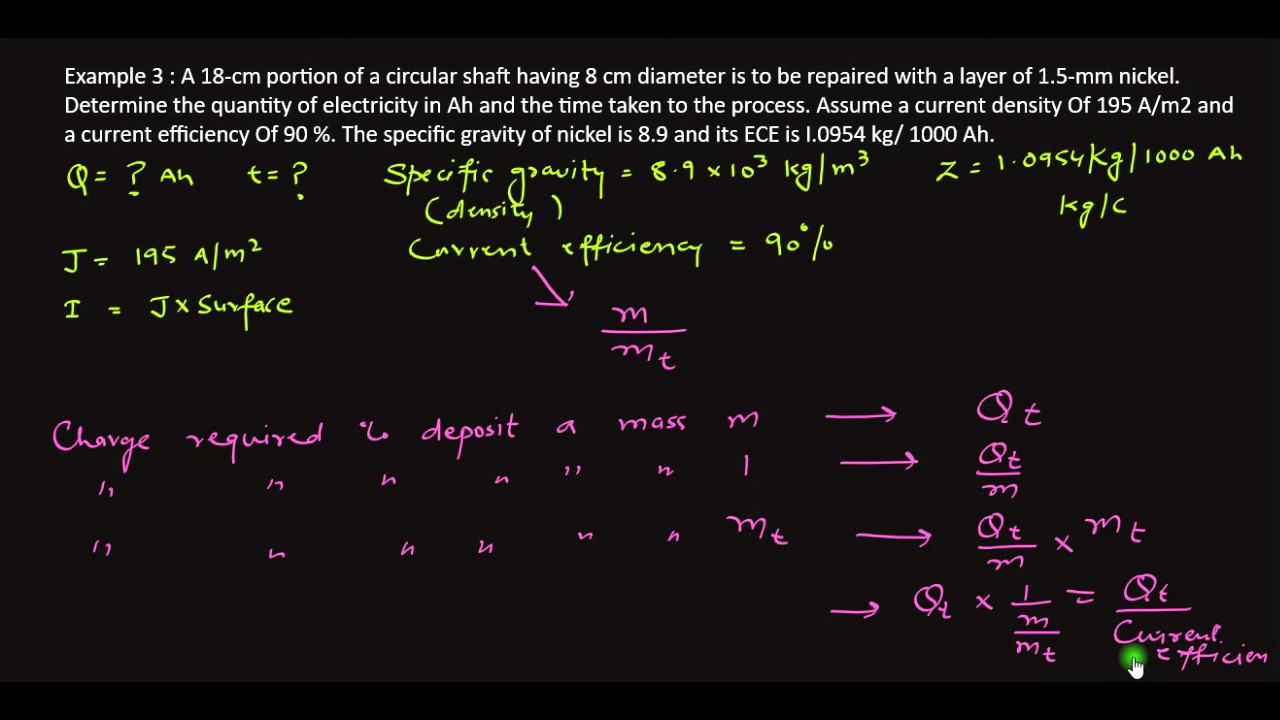 Example 3 : A 18-cm portion of a circular shaft having 8 cm diameter is to be repaired with a layer of 1.5-mm nickel.
Determine the quantity of electricity in Ah and the time taken to the process. Assume a current density Of 195 A/m2 and
a current efficiency Of 90 %. The specific gravity of nickel is 8.9 and its ECE is I.0954 kg/ 1000 Ah.
Q = ? Ah t = ? Specific gravity = 8.9 × 10³ kg/m³ Z = 1.0954 kg/1000 Ah
(density) kg/C
J = 195 A/m² Current efficiency = 90%
I = J × Surface
m
m t
Charge required to deposit a mass m → Q t
" " " " " " 1 → Qt/m
" " " " " " m t → Qt/m × m t
→ Qt × 1/(m/m t) = Qt/Current
efficien